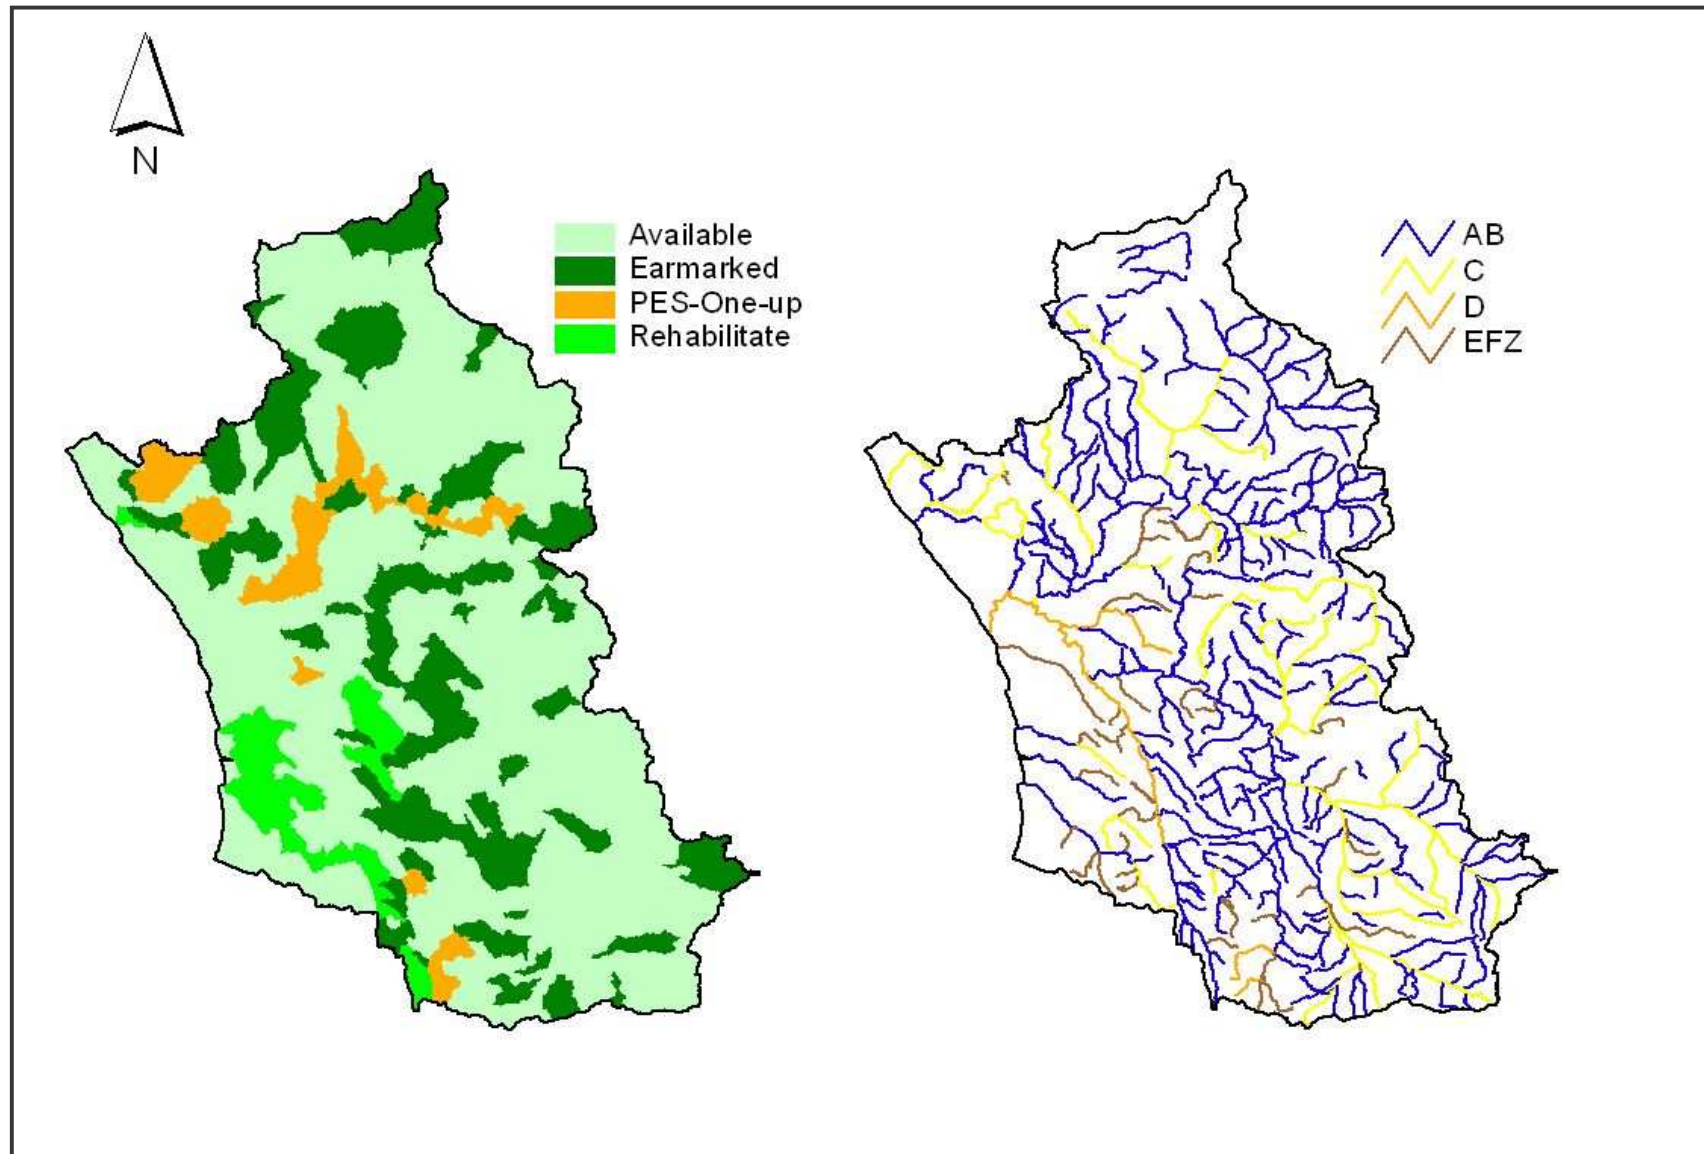 N
Available
Earmarked
PES-One-up
Rehabilitate
AB
C
D
EFZ